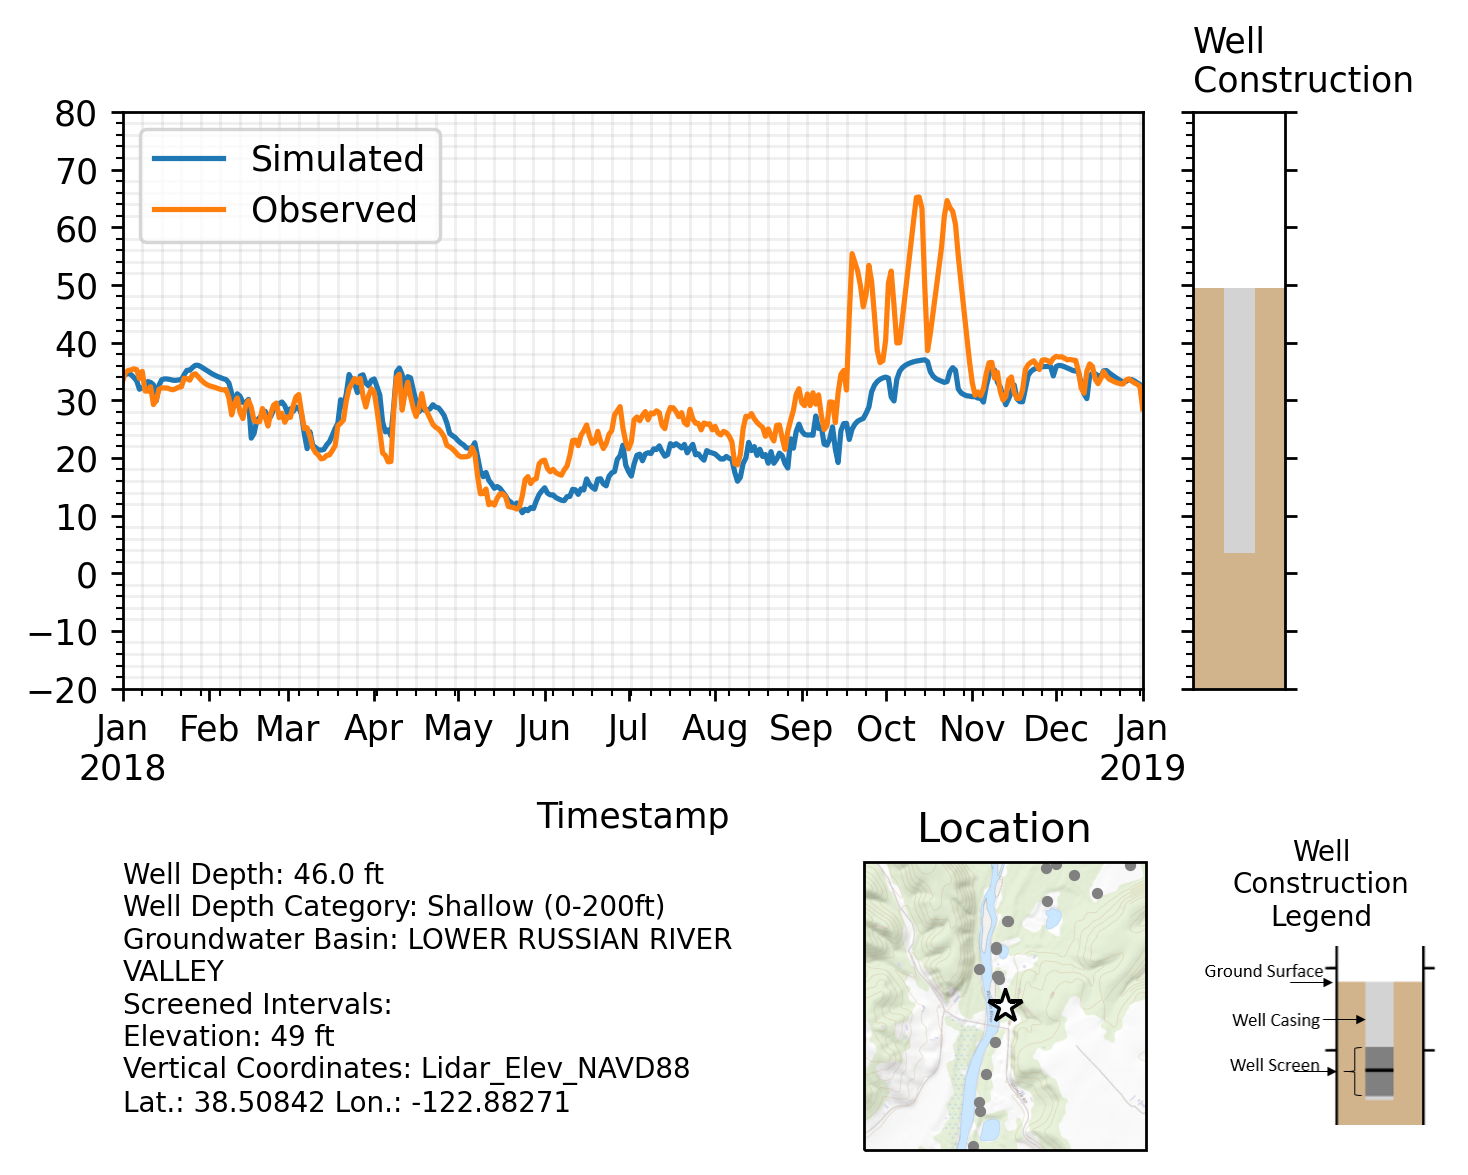 Well
Construction
80
70
60
50
40
30
20
10
0
−10
−20
Simulated
Observed
Jan Feb Mar Apr May Jun Jul Aug Sep Oct Nov Dec Jan
2018 2019
Timestamp
Well Depth: 46.0 ft
Well Depth Category: Shallow (0-200ft)
Groundwater Basin: LOWER RUSSIAN RIVER
VALLEY
Screened Intervals:
Elevation: 49 ft
Vertical Coordinates: Lidar_Elev_NAVD88
Lat.: 38.50842 Lon.: -122.88271
Location
Well
Construction
Legend
Ground Surface
Well Casing
Well Screen